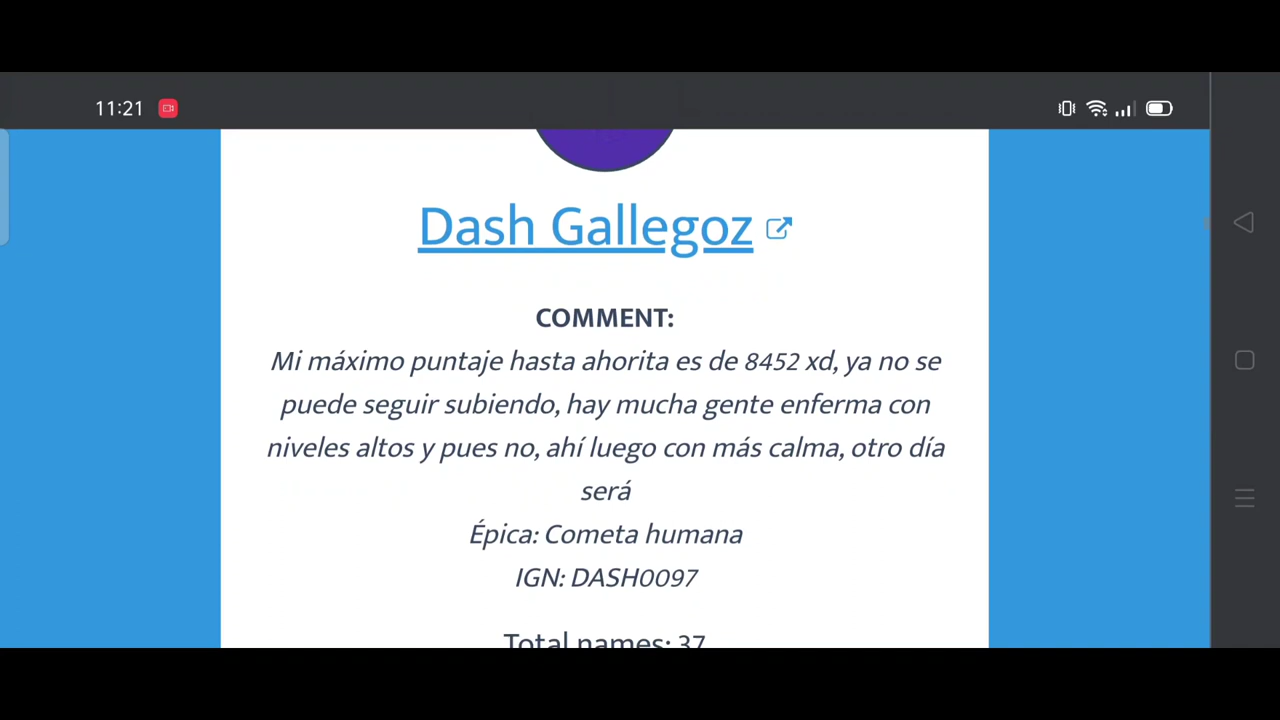 11:21
Dash Gallegoz
COMMENT:
Mi máximo puntaje hasta ahorita es de 8452 xd, ya no se
puede seguir subiendo, hay mucha gente enferma con
niveles altos y pues no, ahí luego con más calma, otro día
será
Épica: Cometa humana
IGN: DASH0097
Total names: 37